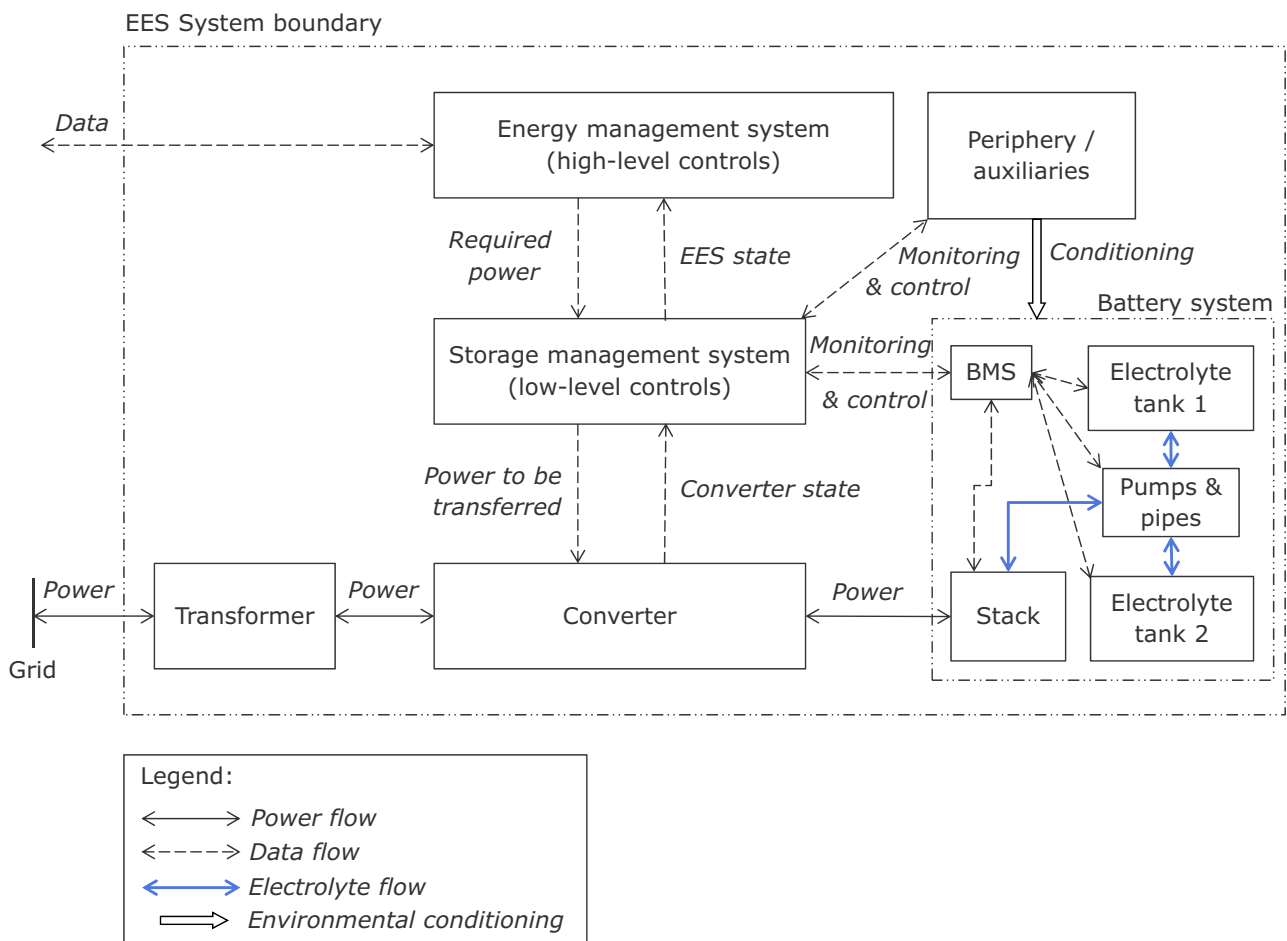 EES System boundary
Data
Energy management system
(high-level controls)
Periphery /
auxiliaries
Required
power
EES state
Monitoring
& control
Conditioning
Battery system
Storage management system
(low-level controls)
Monitoring
& control
BMS
Electrolyte
tank 1
Pumps &
pipes
Power to be
transferred
Converter state
Power
Transformer
Power
Converter
Power
Stack
Electrolyte
tank 2
Grid
Legend:
Power flow
Data flow
Electrolyte flow
Environmental conditioning